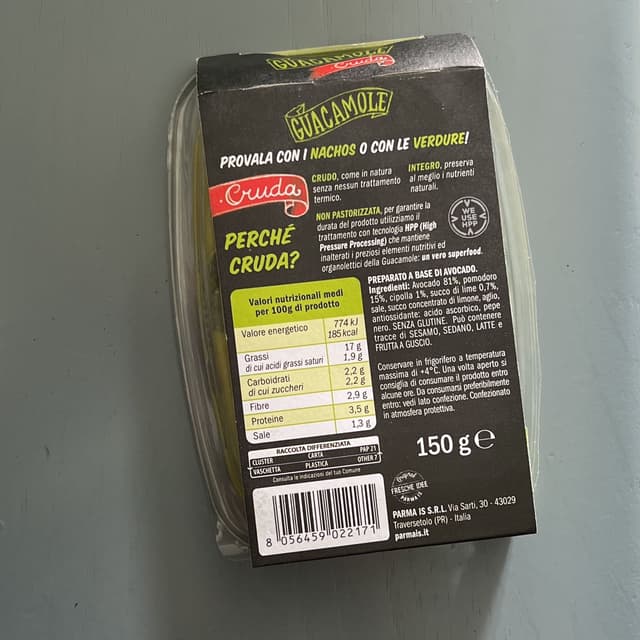 GUACAMOLE
Cruda
GUACAMOLE
PROVALA CON I NACHOS O CON LE VERDURE!
Cruda
PERCHÉ
CRUDA?
CRUDO, come in natura
senza nessun trattamento
termico.
INTEGRO, preserva
al meglio i nutrienti
naturali.
NON PASTORIZZATA, per garantire la
durata del prodotto utilizziamo il
trattamento con tecnologia HPP (High
Pressure Processing) che mantiene
inalterati i preziosi elementi nutritivi ed
organolettici della Guacamole: un vero superfood.
WE
USE
HPP
Valori nutrizionali medi
per 100g di prodotto
Valore energetico 774 kJ
185 kcal
Grassi 17 g
di cui acidi grassi saturi 1,9 g
Carboidrati 2,2 g
di cui zuccheri 2,2 g
Fibre 2,9 g
Proteine 3,5 g
Sale 1,3 g
PREPARATO A BASE DI AVOCADO.
Ingredienti: Avocado 81%, pomodoro
15%, cipolla 1%, succo di lime 0,7%,
sale, succo concentrato di limone, aglio,
antiossidante: acido ascorbico, pepe
nero. SENZA GLUTINE. Può contenere
tracce di SESAMO, SEDANO, LATTE e
FRUTTA A GUSCIO.
Conservare in frigorifero a temperatura
massima di +4°C. Una volta aperto si
consiglia di consumare il prodotto entro
alcune ore. Da consumarsi preferibilmente
entro: vedi lato confezione. Confezionato
in atmosfera protettiva.
RACCOLTA DIFFERENZIATA
CLUSTER CARTA PAP 21
VASCHETTA PLASTICA OTHER 7
Consulta le indicazioni del tuo Comune
150 g e
8 056459 022171
FRESCHE IDEE
PARMAIS
PARMA IS S.R.L. Via Sarti, 30 - 43029
Traversetolo (PR) - Italia
parmais.it